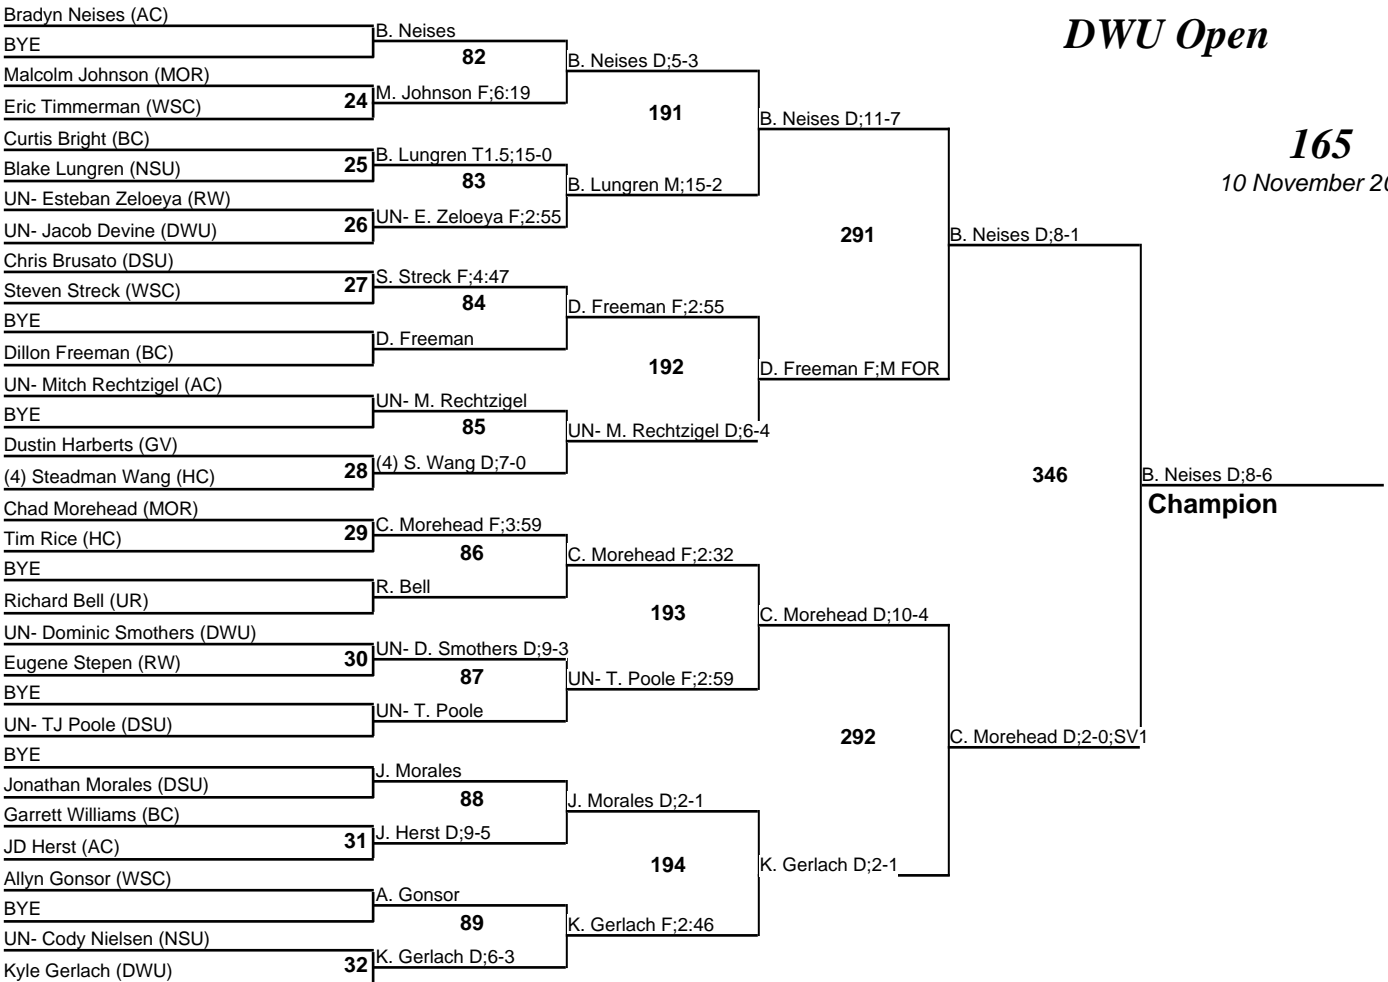 DWU Open
165
10 November 20
Bradyn Neises (AC)
BYE
Malcolm Johnson (MOR)
Eric Timmerman (WSC)
Curtis Bright (BC)
Blake Lungren (NSU)
UN- Esteban Zeloeya (RW)
UN- Jacob Devine (DWU)
Chris Brusato (DSU)
Steven Streck (WSC)
BYE
Dillon Freeman (BC)
UN- Mitch Rechtzigel (AC)
BYE
Dustin Harberts (GV)
(4) Steadman Wang (HC)
Chad Morehead (MOR)
Tim Rice (HC)
BYE
Richard Bell (UR)
UN- Dominic Smothers (DWU)
Eugene Stepen (RW)
BYE
UN- TJ Poole (DSU)
BYE
Jonathan Morales (DSU)
Garrett Williams (BC)
JD Herst (AC)
Allyn Gonsor (WSC)
BYE
UN- Cody Nielsen (NSU)
Kyle Gerlach (DWU)
24
25
26
27
28
29
30
31
32
B. Neises
82
M. Johnson F;6:19
B. Lungren T1.5;15-0
83
UN- E. Zeloeya F;2:55
S. Streck F;4:47
84
D. Freeman
UN- M. Rechtzigel
85
(4) S. Wang D;7-0
C. Morehead F;3:59
86
R. Bell
UN- D. Smothers D;9-3
87
UN- T. Poole
J. Morales
88
J. Herst D;9-5
A. Gonsor
89
K. Gerlach D;6-3
B. Neises D;5-3
191
B. Lungren M;15-2
D. Freeman F;2:55
192
UN- M. Rechtzigel D;6-4
C. Morehead F;2:32
193
UN- T. Poole F;2:59
J. Morales D;2-1
194
K. Gerlach F;2:46
B. Neises D;11-7
291
D. Freeman F;M FOR
C. Morehead D;10-4
292
K. Gerlach D;2-1
B. Neises D;8-1
346
C. Morehead D;2-0;SV1
B. Neises D;8-6
Champion